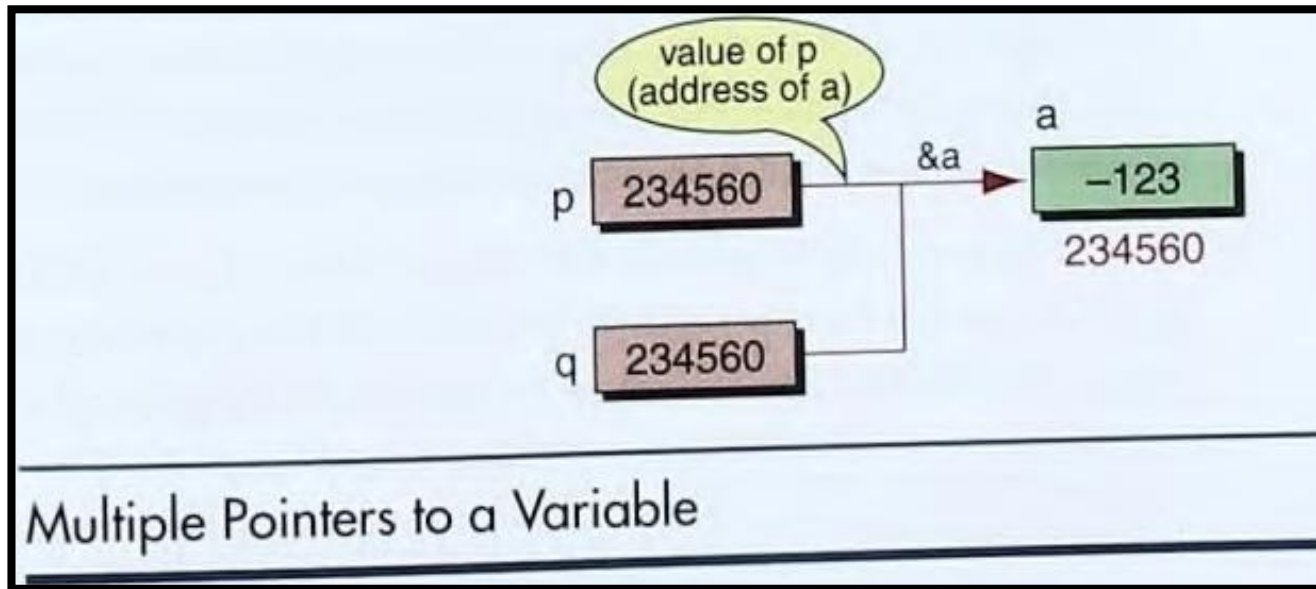 value of p
(address of a)
a
&a
p 234560
–123
234560
q 234560
Multiple Pointers to a Variable